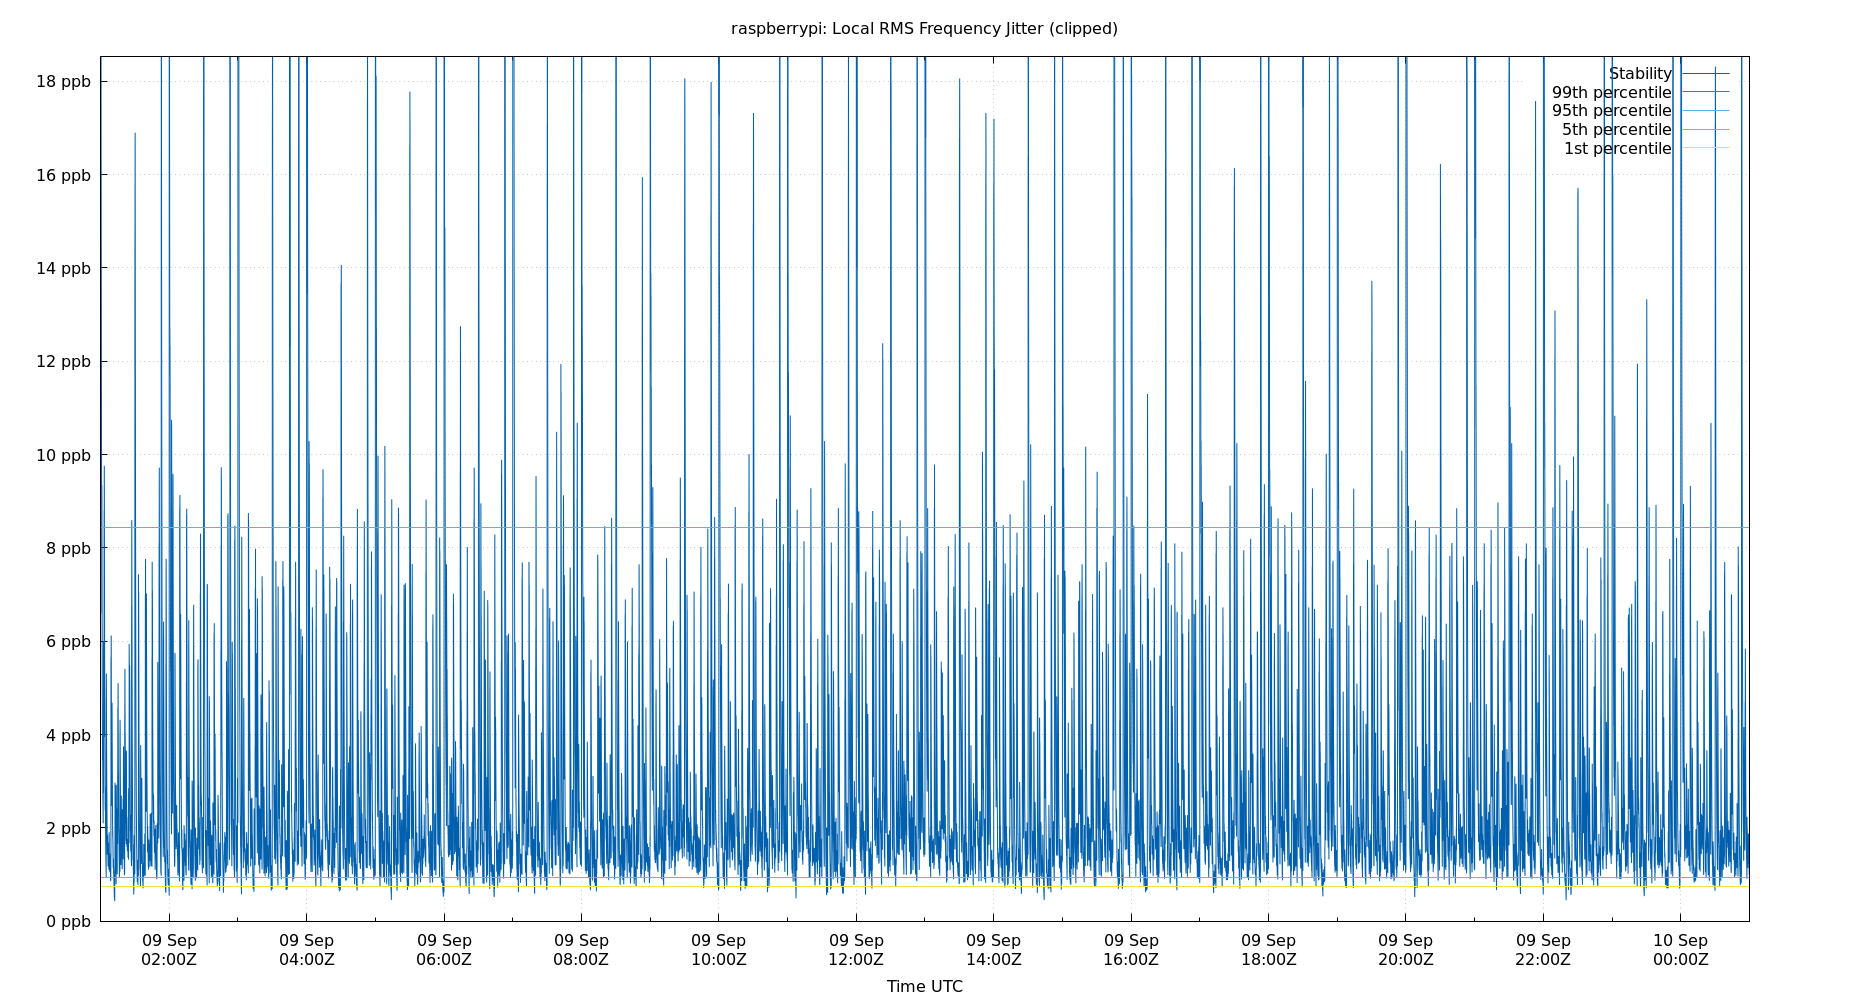 raspberrypi: Local RMS Frequency Jitter (clipped)
Stability
99th percentile
95th percentile
5th percentile
1st percentile
18 ppb
16 ppb
14 ppb
12 ppb
10 ppb
8 ppb
6 ppb
4 ppb
2 ppb
0 ppb
09 Sep 09 Sep 09 Sep 09 Sep 09 Sep 09 Sep 09 Sep 09 Sep 09 Sep 09 Sep 09 Sep 10 Sep
02:00Z 04:00Z 06:00Z 08:00Z 10:00Z 12:00Z 14:00Z 16:00Z 18:00Z 20:00Z 22:00Z 00:00Z
Time UTC